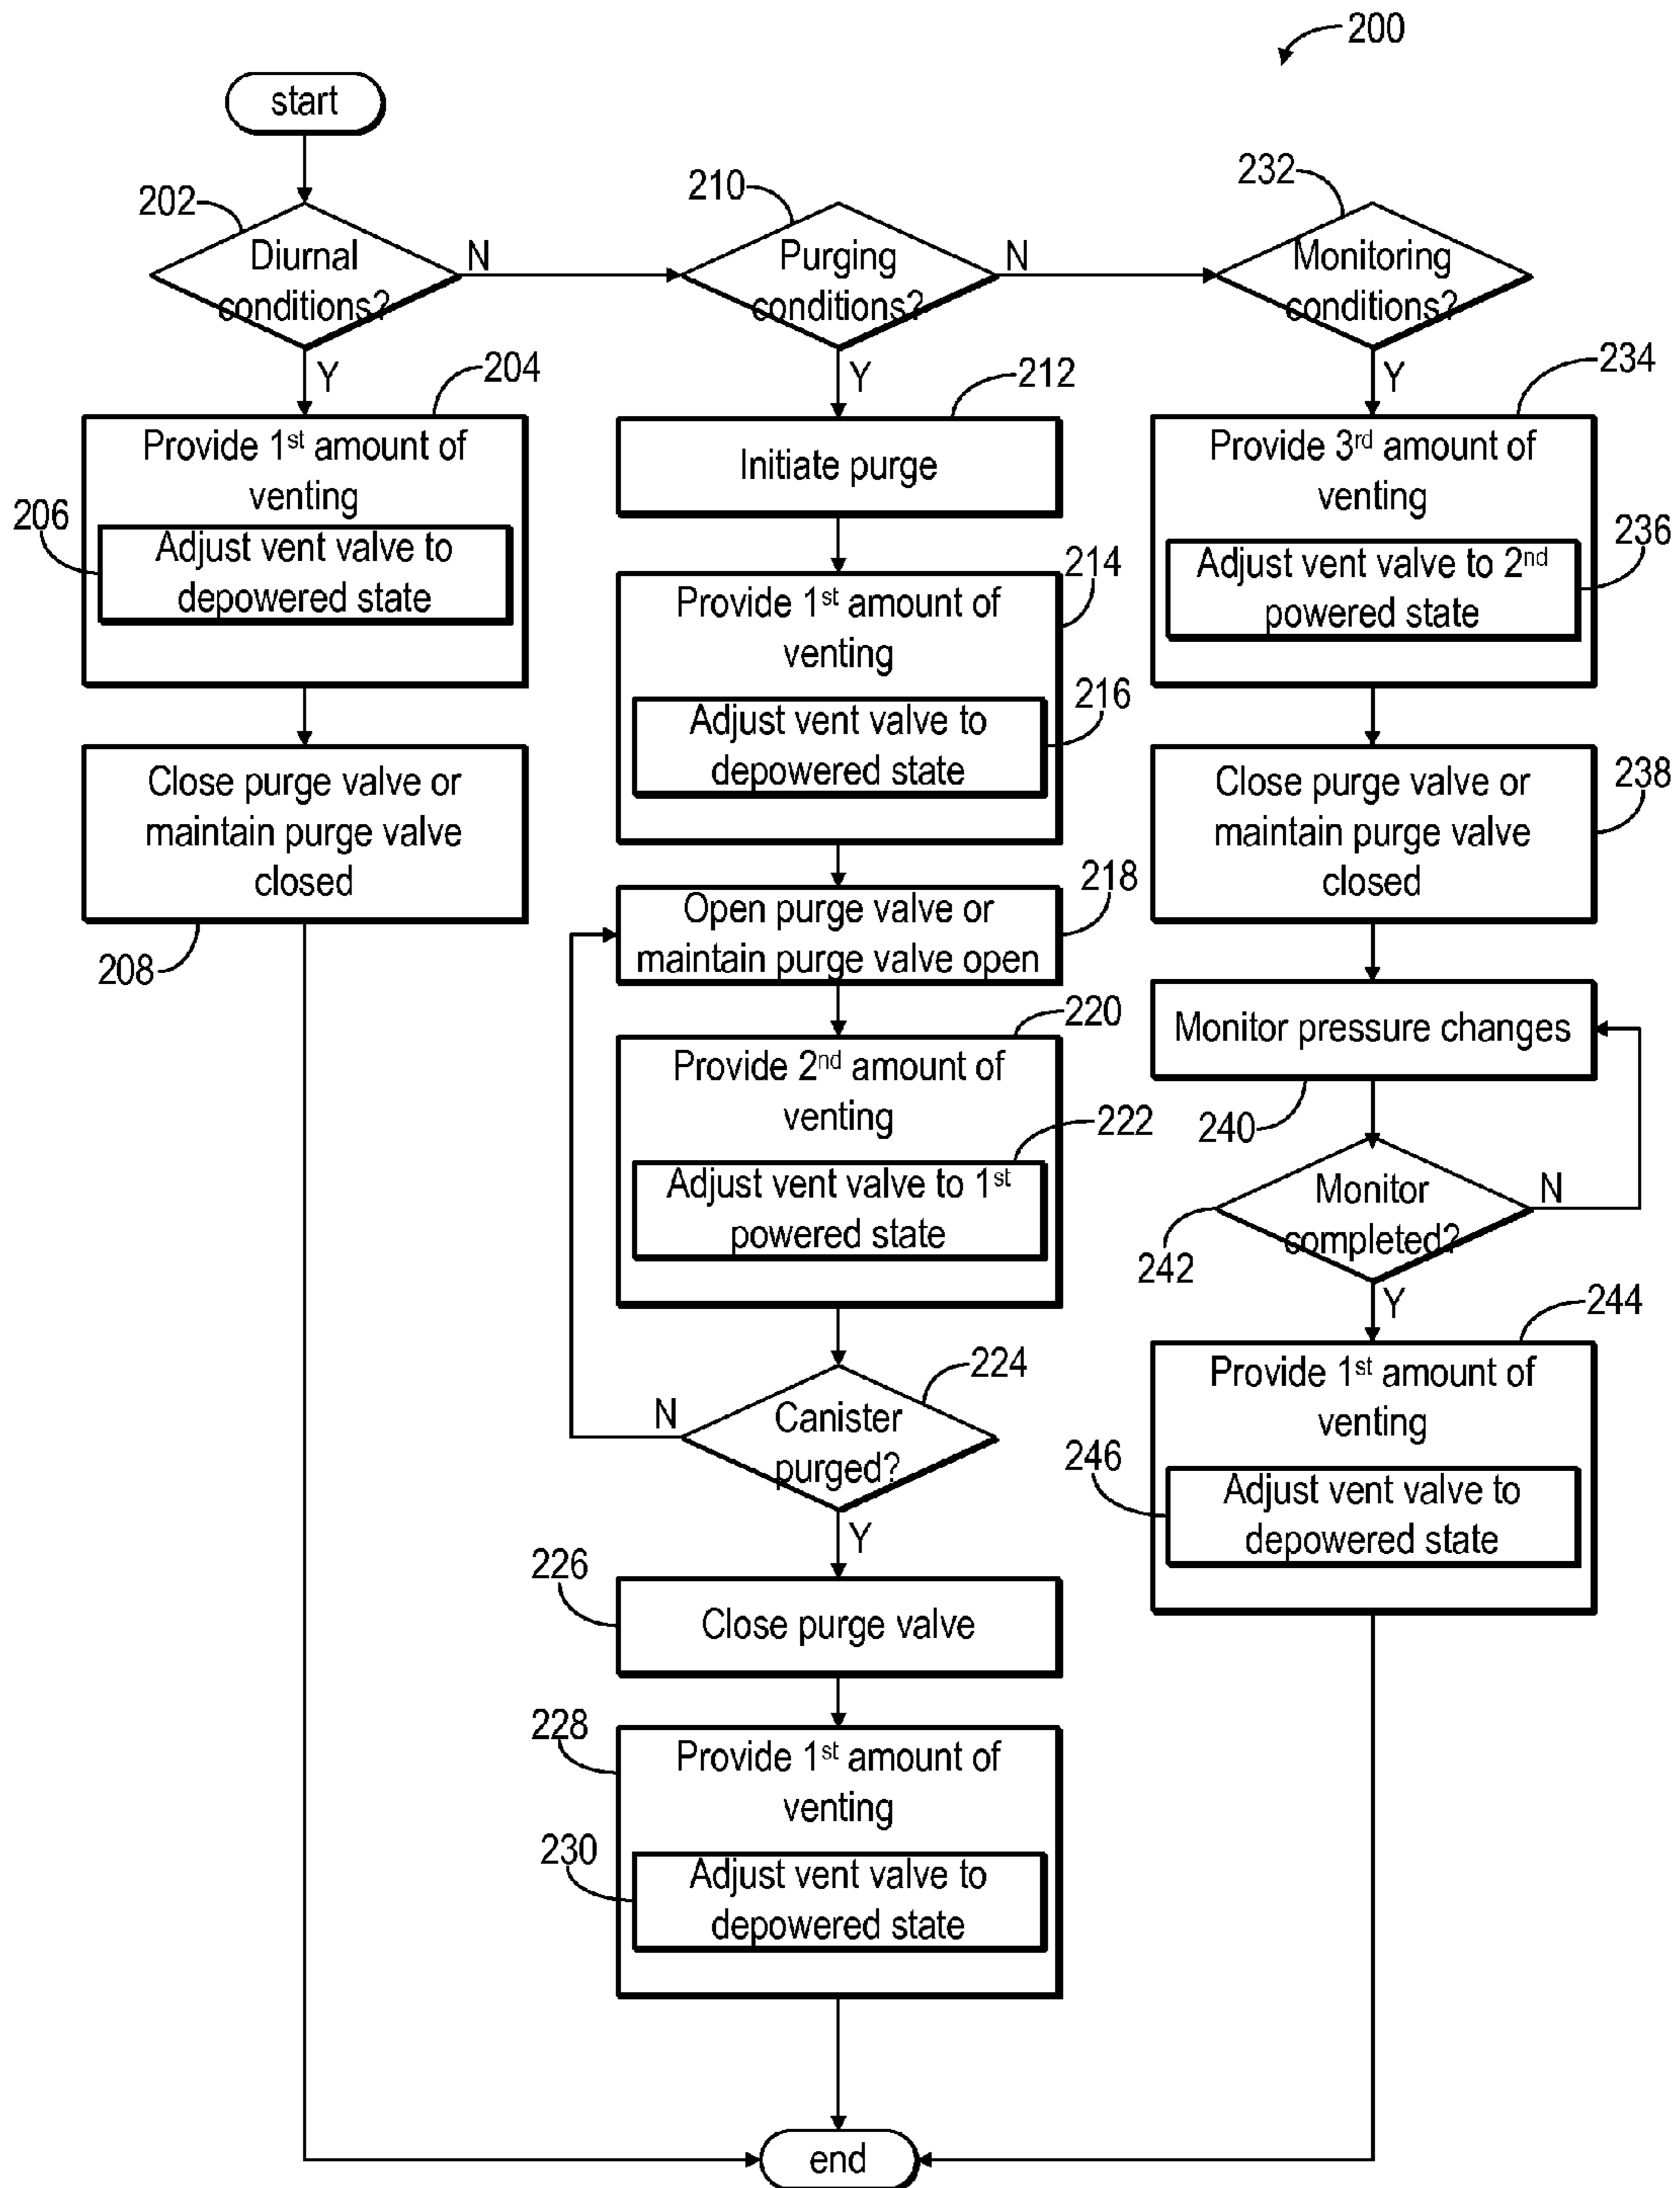 200
start
202
Diurnal
conditions?
N
Y
210
Purging
conditions?
N
Y
232
Monitoring
conditions?
Y
204
Provide 1st amount of
venting
206
Adjust vent valve to
depowered state
Close purge valve or
maintain purge valve
closed
208
212
Initiate purge
214
Provide 1st amount of
venting
216
Adjust vent valve to
depowered state
218
Open purge valve or
maintain purge valve open
220
Provide 2nd amount of
venting
222
Adjust vent valve to 1st
powered state
224
Canister
purged?
N
Y
226
Close purge valve
228
Provide 1st amount of
venting
230
Adjust vent valve to
depowered state
234
Provide 3rd amount of
venting
236
Adjust vent valve to 2nd
powered state
238
Close purge valve or
maintain purge valve
closed
Monitor pressure changes
240
Monitor
completed?
242
N
Y
244
Provide 1st amount of
venting
246
Adjust vent valve to
depowered state
end